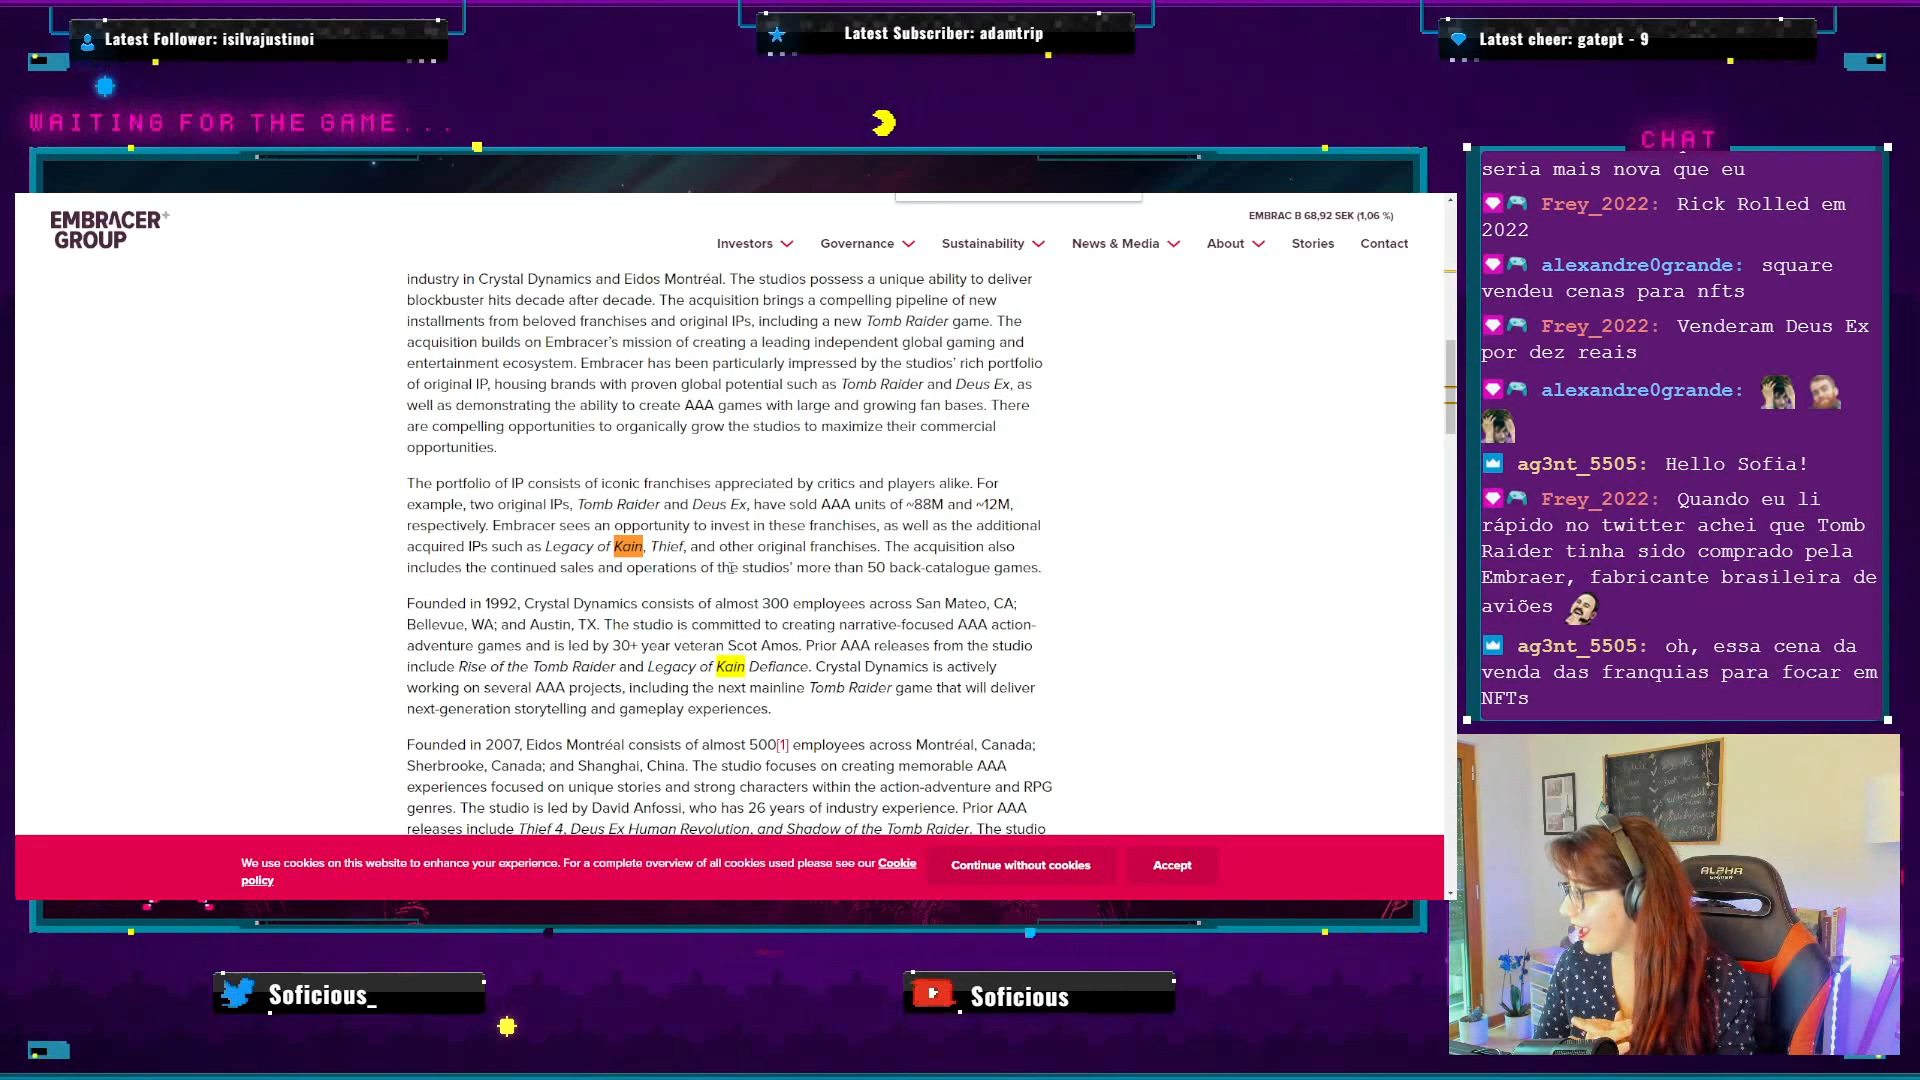 Latest Follower: isilvajustinoi
Latest Subscriber: adamtrip
Latest cheer: gatept - 9
WAITING FOR THE GAME...
EMBRACER+
GROUP
EMBRAC B 68,92 SEK (1,06 %)
Investors
Governance
Sustainability
News & Media
About
Stories
Contact
industry in Crystal Dynamics and Eidos Montréal. The studios possess a unique ability to deliver
blockbuster hits decade after decade. The acquisition brings a compelling pipeline of new
installments from beloved franchises and original IPs, including a new Tomb Raider game. The
acquisition builds on Embracer's mission of creating a leading independent global gaming and
entertainment ecosystem. Embracer has been particularly impressed by the studios' rich portfolio
of original IP, housing brands with proven global potential such as Tomb Raider and Deus Ex, as
well as demonstrating the ability to create AAA games with large and growing fan bases. There
are compelling opportunities to organically grow the studios to maximize their commercial
opportunities.
The portfolio of IP consists of iconic franchises appreciated by critics and players alike. For
example, two original IPs, Tomb Raider and Deus Ex, have sold AAA units of ~88M and ~12M,
respectively. Embracer sees an opportunity to invest in these franchises, as well as the additional
acquired IPs such as Legacy of Kain, Thief, and other original franchises. The acquisition also
includes the continued sales and operations of the studios' more than 50 back-catalogue games.
Founded in 1992, Crystal Dynamics consists of almost 300 employees across San Mateo, CA;
Bellevue, WA; and Austin, TX. The studio is committed to creating narrative-focused AAA action-
adventure games and is led by 30+ year veteran Scot Amos. Prior AAA releases from the studio
include Rise of the Tomb Raider and Legacy of Kain Defiance. Crystal Dynamics is actively
working on several AAA projects, including the next mainline Tomb Raider game that will deliver
next-generation storytelling and gameplay experiences.
Founded in 2007, Eidos Montréal consists of almost 500[1] employees across Montréal, Canada;
Sherbrooke, Canada; and Shanghai, China. The studio focuses on creating memorable AAA
experiences focused on unique stories and strong characters within the action-adventure and RPG
genres. The studio is led by David Anfossi, who has 26 years of industry experience. Prior AAA
releases include Thief 4, Deus Ex Human Revolution, and Shadow of the Tomb Raider. The studio
We use cookies on this website to enhance your experience. For a complete overview of all cookies used please see our Cookie
policy
Continue without cookies
Accept
CHAT
seria mais nova que eu
Frey_2022: Rick Rolled em
2022
alexandre0grande: square
vendeu cenas para nfts
Frey_2022: Venderam Deus Ex
por dez reais
alexandre0grande:
ag3nt_5505: Hello Sofia!
Frey_2022: Quando eu li
rápido no twitter achei que Tomb
Raider tinha sido comprado pela
Embraer, fabricante brasileira de
aviões
ag3nt_5505: oh, essa cena da
venda das franquias para focar em
NFTs
ALPHA
Soficious_
Soficious